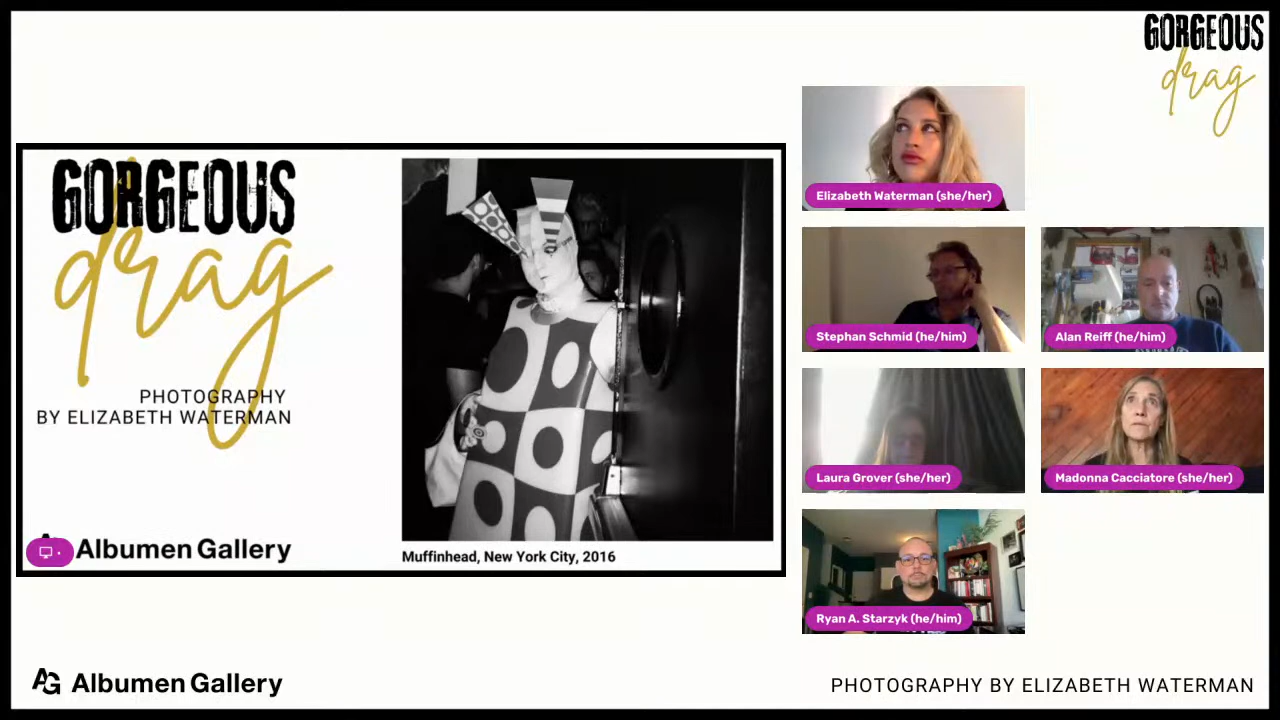 GORGEOUS
drag
GORGEOUS
drag
PHOTOGRAPHY
BY ELIZABETH WATERMAN
Albumen Gallery
Muffinhead, New York City, 2016
Elizabeth Waterman (she/her)
Stephan Schmid (he/him)
Alan Reiff (he/him)
Laura Grover (she/her)
Madonna Cacciatore (she/her)
Ryan A. Starzyk (he/him)
AG Albumen Gallery
PHOTOGRAPHY BY ELIZABETH WATERMAN